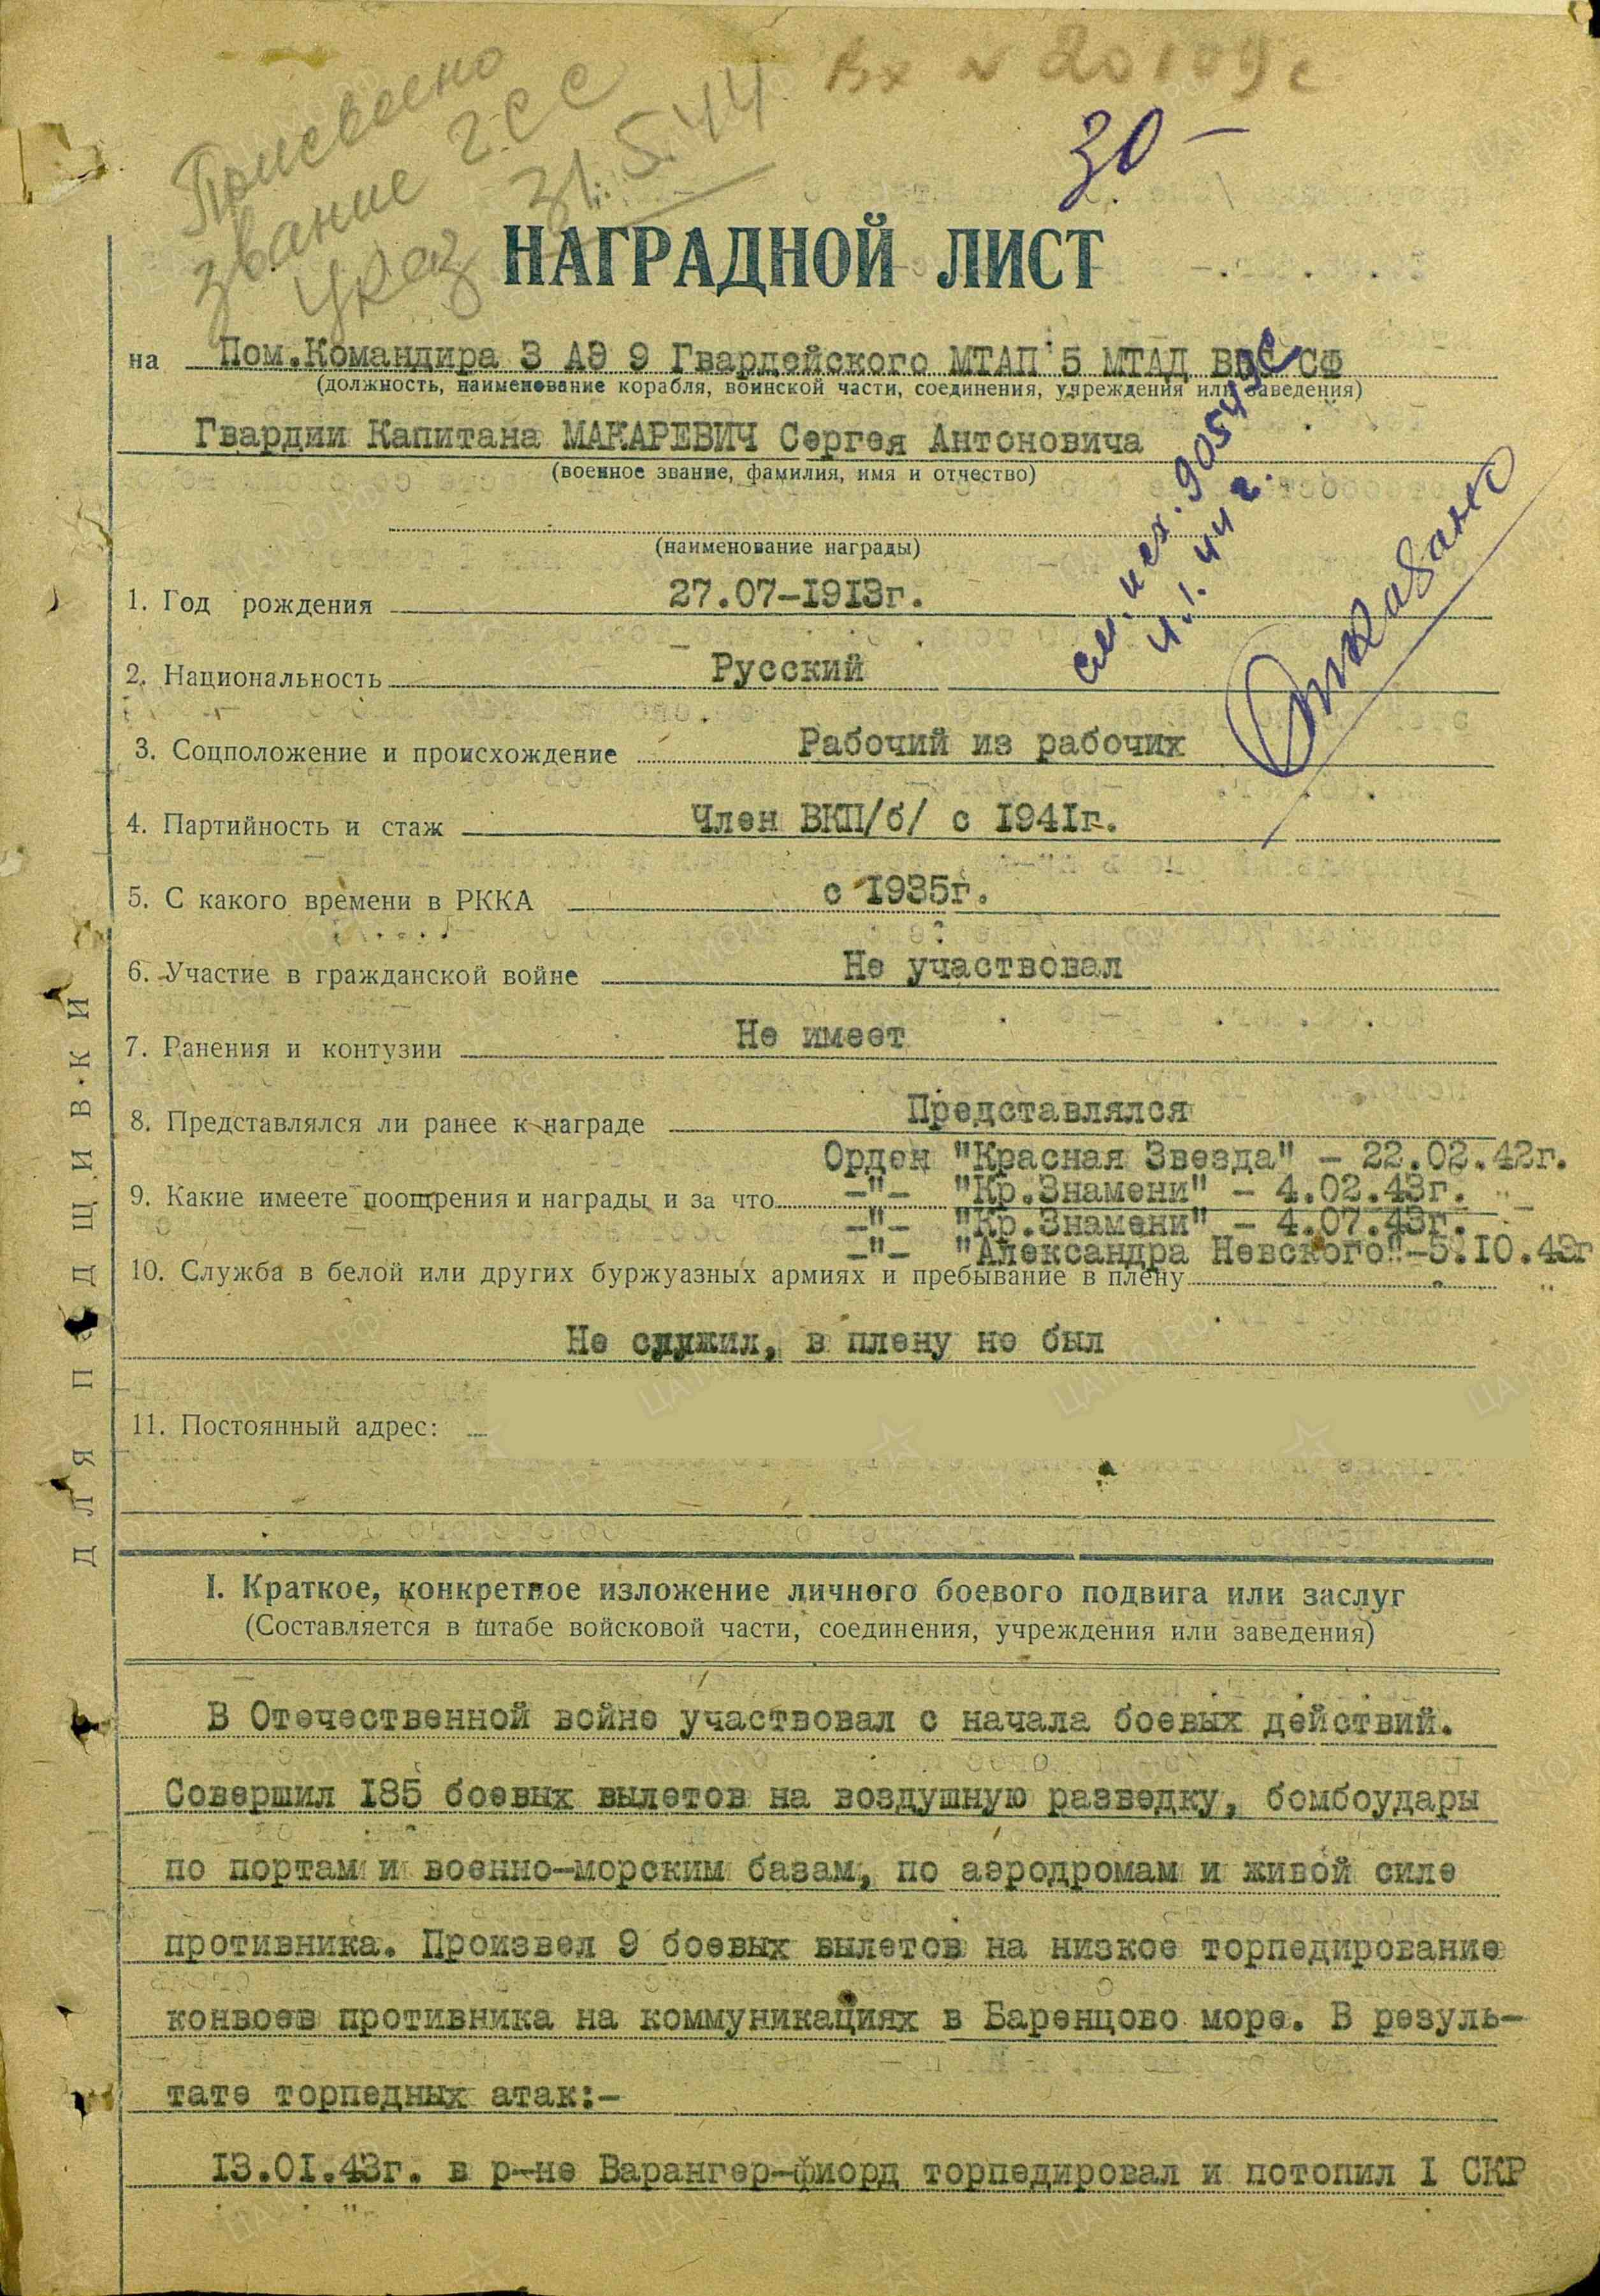 Вх № 20109с
Присвоено
звание ГСС
Указ 31.5.44
30 –
НАГРАДНОЙ ЛИСТ
на Пом.Командира 3 АЭ 9 Гвардейского МТАП 5 МТАД ВВС СФ
(должность, наименование корабля, воинской части, соединения, учреждения или заведения)
Гвардии Капитана МАКАРЕВИЧ Сергея Антоновича
(военное звание, фамилия, имя и отчество)
(наименование награды)
см. исх. 9054
4.1.44 г.
1. Год рождения 27.07-1913г.
2. Национальность Русский
3. Соцположение и происхождение Рабочий из рабочих
4. Партийность и стаж Член ВКП/б/ с 1941г.
5. С какого времени в РККА с 1935г.
6. Участие в гражданской войне Не участвовал
7. Ранения и контузии Не имеет
8. Представлялся ли ранее к награде Представлялся
Орден "Красная Звезда" - 22.02.42г.
9. Какие имеете поощрения и награды и за что -"- "Кр.Знамени" - 4.02.43г.
-"- "Кр.Знамени" - 4.07.43г.
-"- "Александра Невского"-5.10.43г
10. Служба в белой или других буржуазных армиях и пребывание в плену
Не служил, в плену не был
11. Постоянный адрес:
I. Краткое, конкретное изложение личного боевого подвига или заслуг
(Составляется в штабе войсковой части, соединения, учреждения или заведения)
В Отечественной войне участвовал с начала боевых действий.
Совершил 185 боевых вылетов на воздушную разведку, бомбоудары
по портам и военно-морским базам, по аэродромам и живой силе
противника. Произвел 9 боевых вылетов на низкое торпедирование
конвоев противника на коммуникациях в Баренцово море. В резуль-
тате торпедных атак:-
13.01.43г. в р-не Варангер-фиорд торпедировал и потопил I СКР
ДЛЯ ПОДШИВКИ